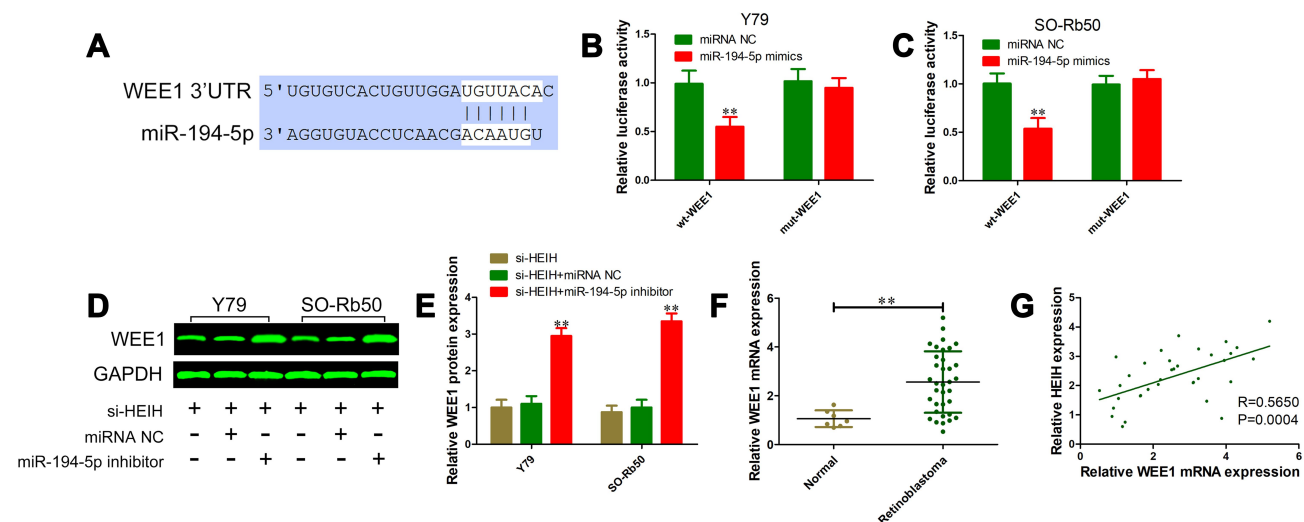 A
WEE1 3'UTR
5'UGUGUCACUGUUGGAUGUUACAC
miR-194-5p
3'AGGUGUACCUCAACGACAAUGU
B
Y79
miRNA NC
miR-194-5p mimics
Relative luciferase activity
1.5
1.0
0.5
0.0
**
wt-WEE1
mut-WEE1
C
SO-Rb50
miRNA NC
miR-194-5p mimics
Relative luciferase activity
1.5
1.0
0.5
0.0
**
wt-WEE1
mut-WEE1
D
Y79 SO-Rb50
WEE1
GAPDH
si-HEIH + + + + + +
miRNA NC - + - - + -
miR-194-5p inhibitor - - + - - +
E
si-HEIH
si-HEIH+miRNA NC
si-HEIH+miR-194-5p inhibitor
Relative WEE1 protein expression
4
3
2
1
0
**
**
Y79
SO-Rb50
F
Relative WEE1 mRNA expression
6
4
2
0
**
Normal
Retinoblastoma
G
Relative HEIH expression
5
4
3
2
1
0
R=0.5650
P=0.0004
0 2 4 6
Relative WEE1 mRNA expression